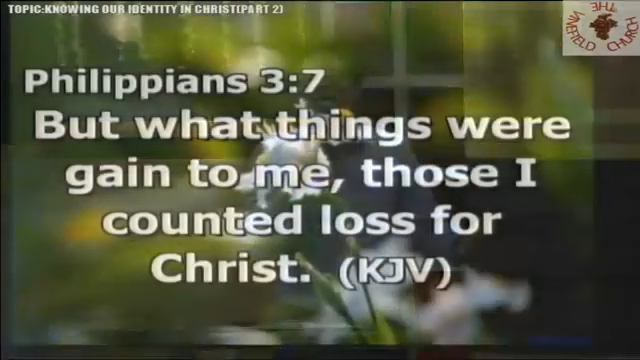 TOPIC:KNOWING OUR IDENTITY IN CHRIST(PART 2)
THE
VINEFIELD
CHURCH
Philippians 3:7
But what things were
gain to me, those I
counted loss for
Christ. (KJV)